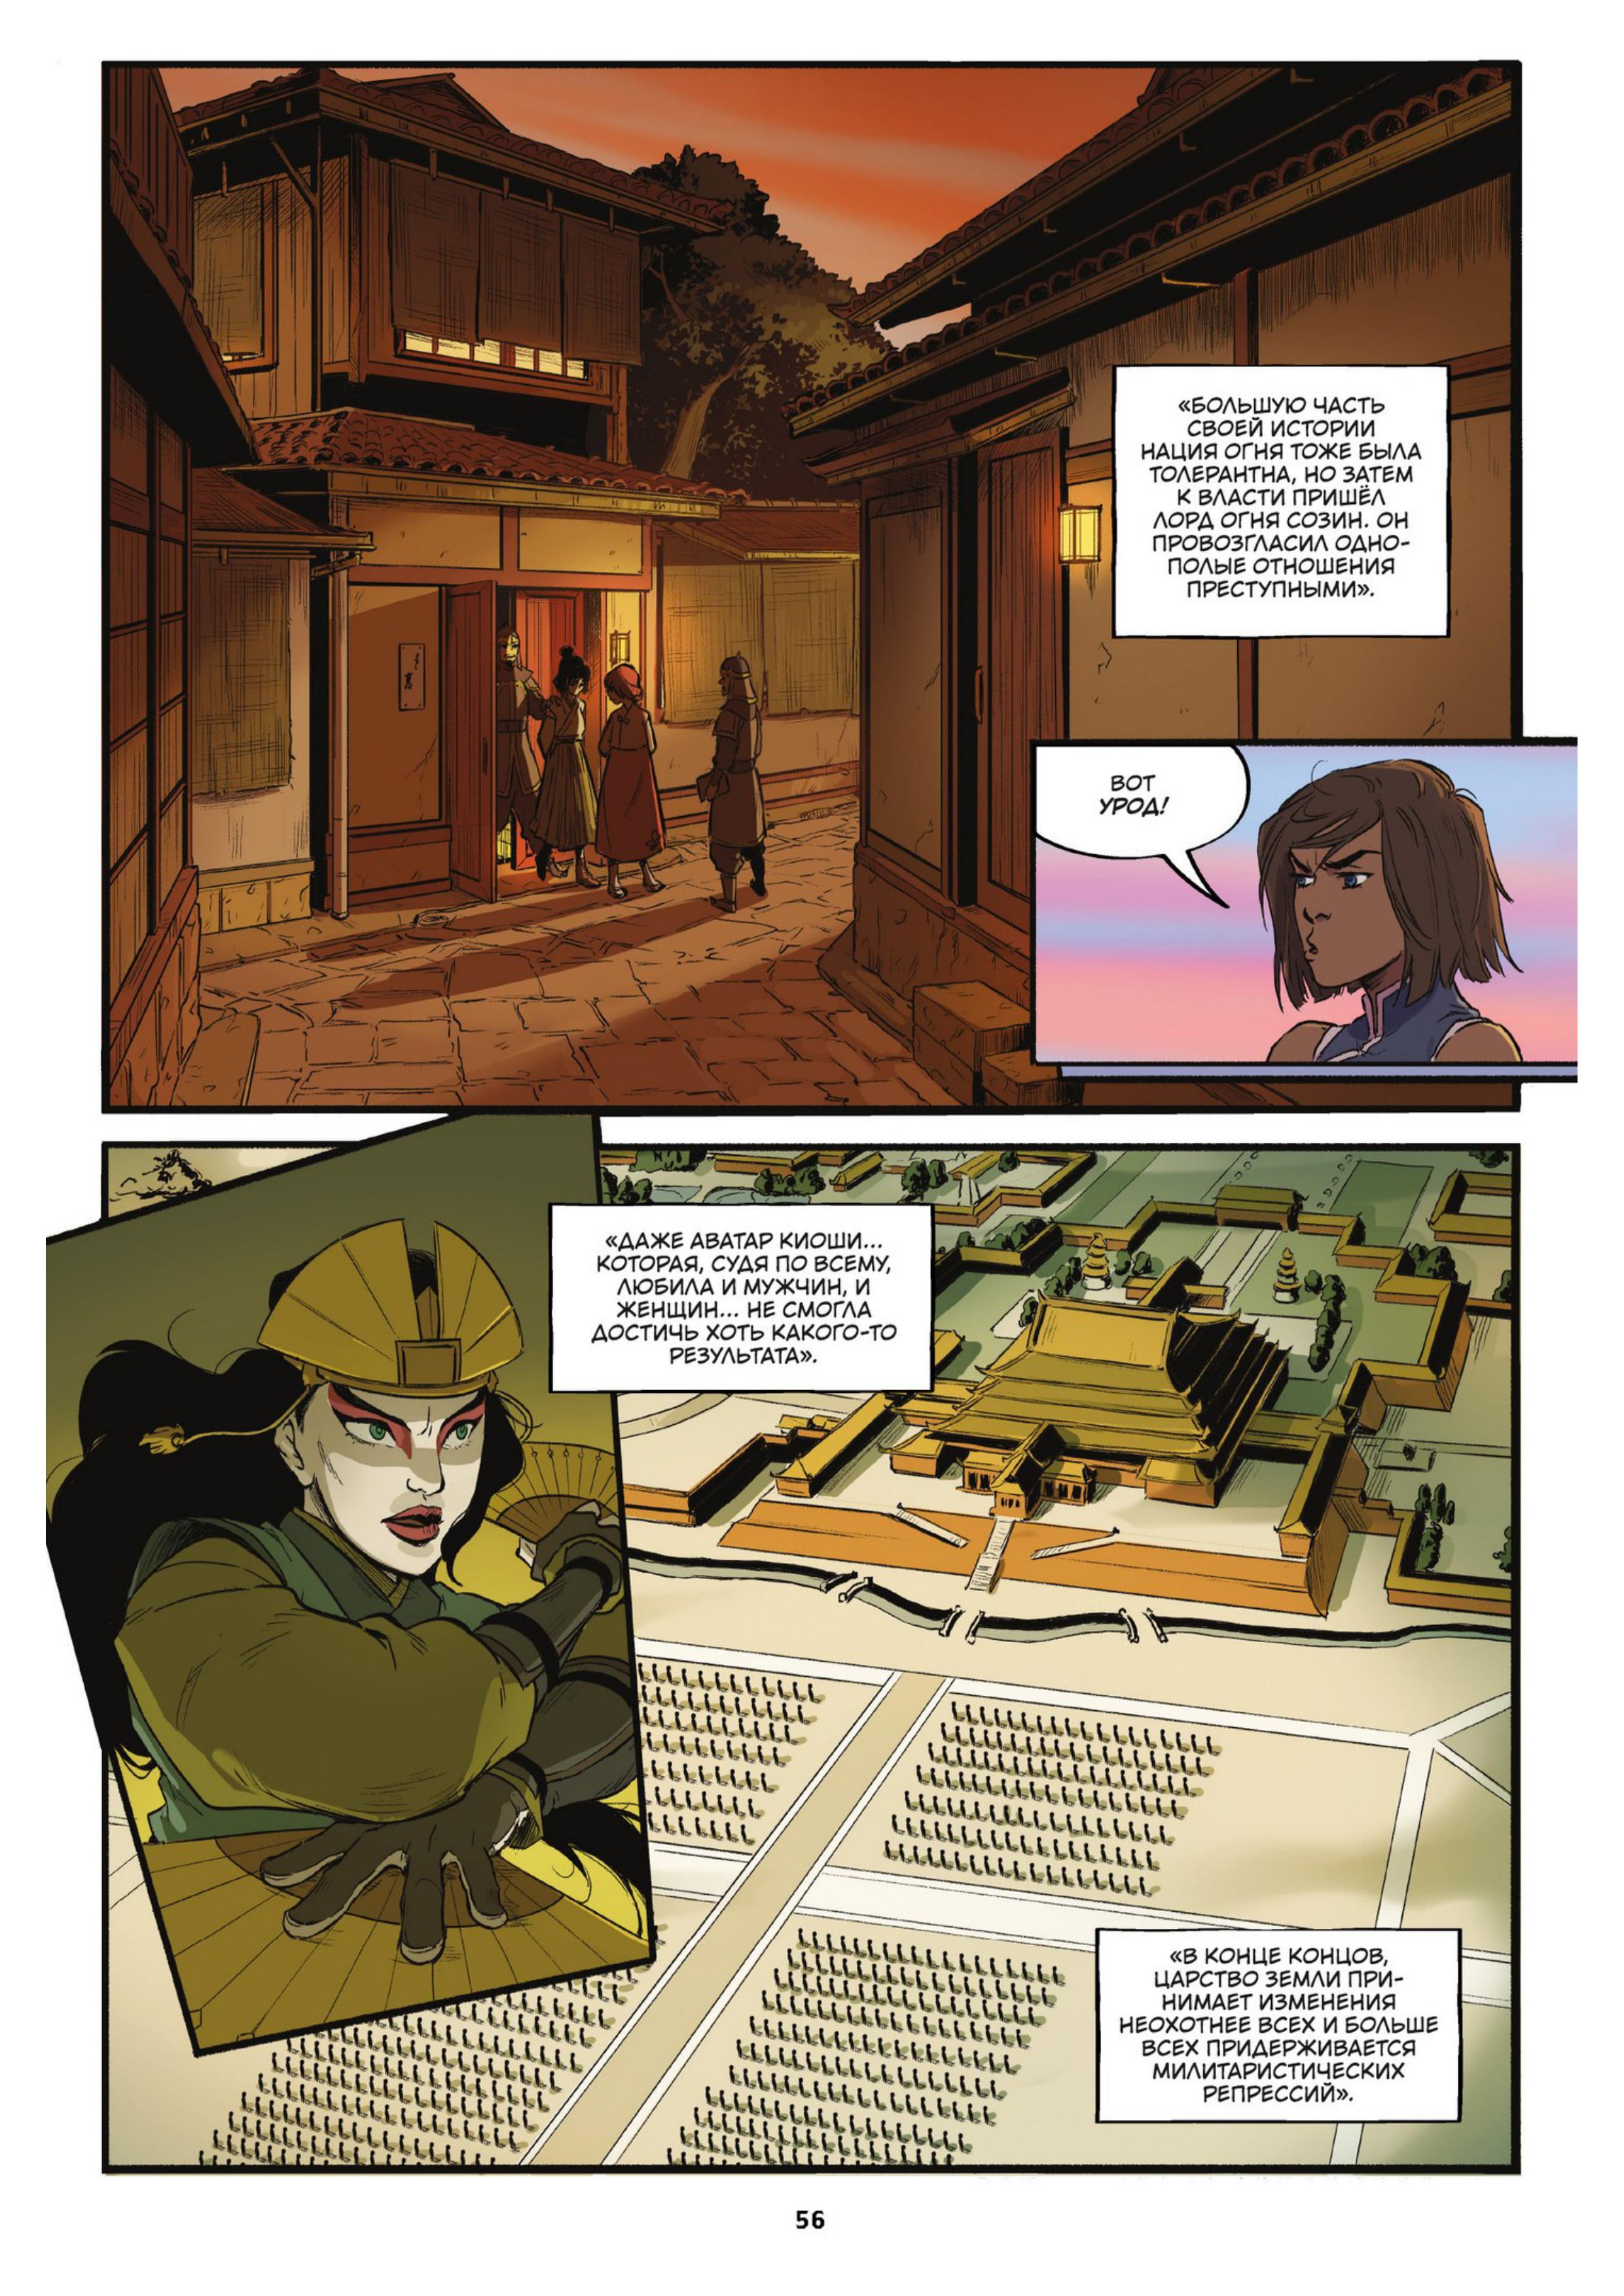 «БОЛЬШУЮ ЧАСТЬ
СВОЕЙ ИСТОРИИ
НАЦИЯ ОГНЯ ТОЖЕ БЫЛА
ТОЛЕРАНТНА, НО ЗАТЕМ
К ВЛАСТИ ПРИШЁЛ
ЛОРД ОГНЯ СОЗИН. ОН
ПРОВОЗГЛАСИЛ ОДНО-
ПОЛЫЕ ОТНОШЕНИЯ
ПРЕСТУПНЫМИ».
ВОТ
УРОД!
«ДАЖЕ АВАТАР КИОШИ...
КОТОРАЯ, СУДЯ ПО ВСЕМУ,
ЛЮБИЛА И МУЖЧИН, И
ЖЕНЩИН... НЕ СМОГЛА
ДОСТИЧЬ ХОТЬ КАКОГО-ТО
РЕЗУЛЬТАТА».
«В КОНЦЕ КОНЦОВ,
ЦАРСТВО ЗЕМЛИ ПРИ-
НИМАЕТ ИЗМЕНЕНИЯ
НЕОХОТНЕЕ ВСЕХ И БОЛЬШЕ
ВСЕХ ПРИДЕРЖИВАЕТСЯ
МИЛИТАРИСТИЧЕСКИХ
РЕПРЕССИЙ».
56